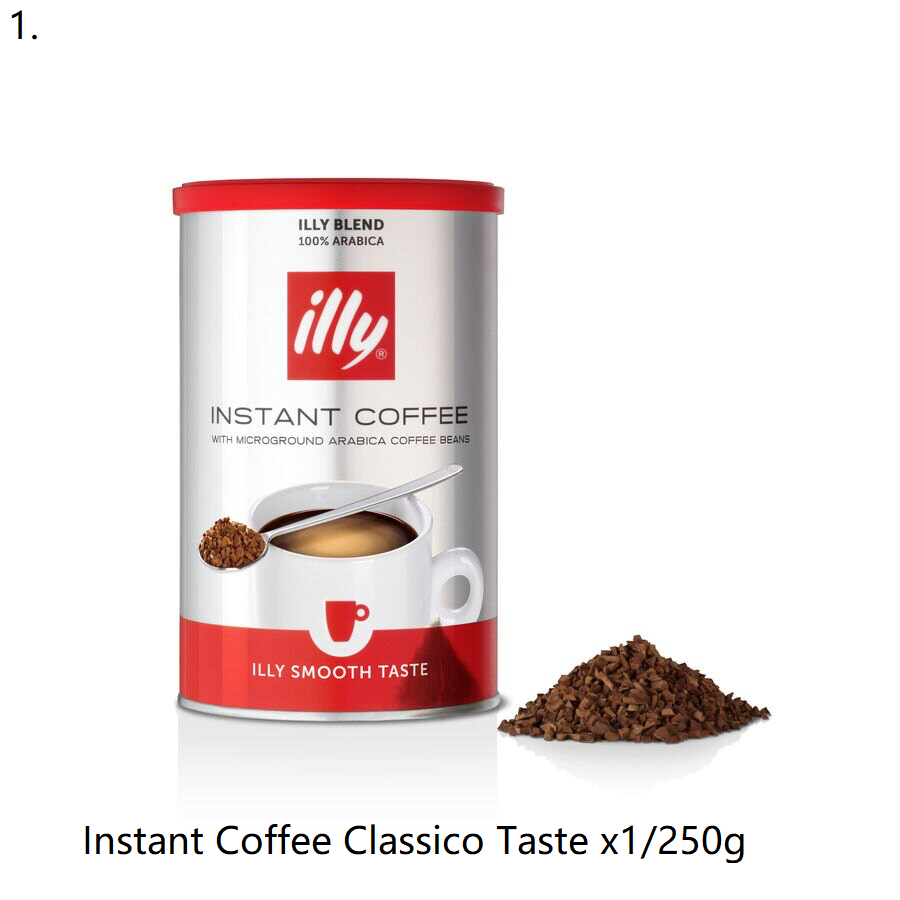 1.
ILLY BLEND
100% ARABICA
illy®
INSTANT COFFEE
WITH MICROGROUND ARABICA COFFEE BEANS
ILLY SMOOTH TASTE
Instant Coffee Classico Taste x1/250g